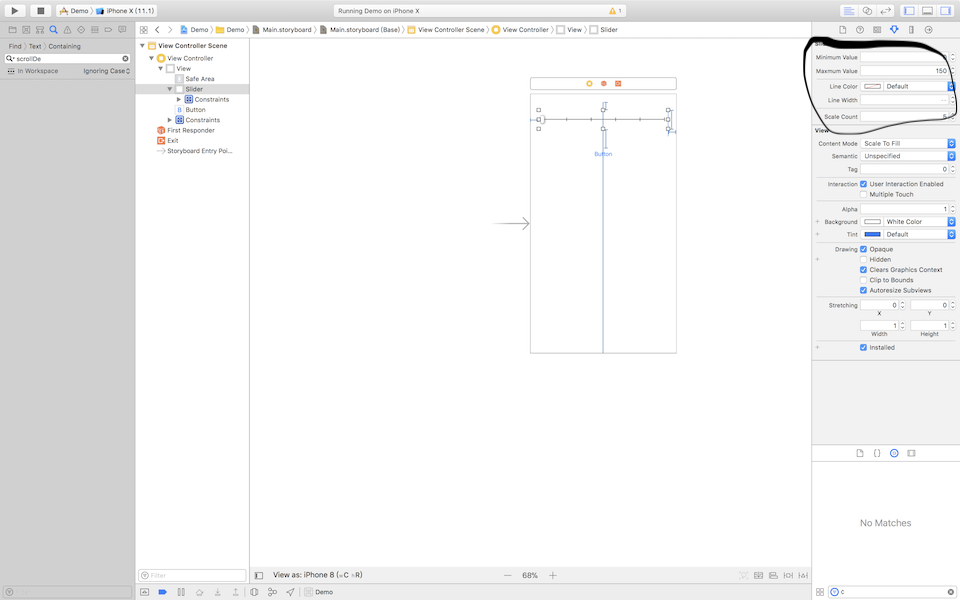 Demo iPhone X (11.1)
Running Demo on iPhone X
1
Find Text Containing
scrollDe
In Workspace
Ignoring Case
Demo Demo Main.storyboard Main.storyboard (Base) View Controller Scene View Controller View Slider
View Controller Scene
View Controller
View
Safe Area
Slider
Constraints
B Button
Constraints
First Responder
Exit
Storyboard Entry Poi...
Button
Minimum Value
Maxmum Value 150
Line Color Default
Line Width
Scale Count 5
View
Content Mode Scale To Fill
Semantic Unspecified
Tag 0
Interaction User Interaction Enabled
Multiple Touch
Alpha 1
+ Background White Color
+ Tint Default
Drawing Opaque
+ Hidden
Clears Graphics Context
Clip to Bounds
Autoresize Subviews
Stretching 0 0
X Y
1 1
Width Height
+ Installed
No Matches
Filter
View as: iPhone 8 (wC hR)
68%
Demo
c